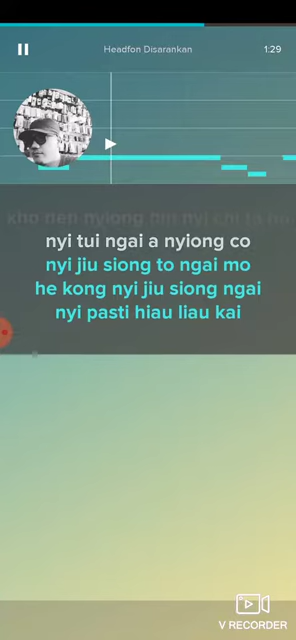 Headfon Disarankan
1:29
nyi tui ngai a nyiong co
nyi jiu siong to ngai mo
he kong nyi jiu siong ngai
nyi pasti hiau liau kai
V RECORDER